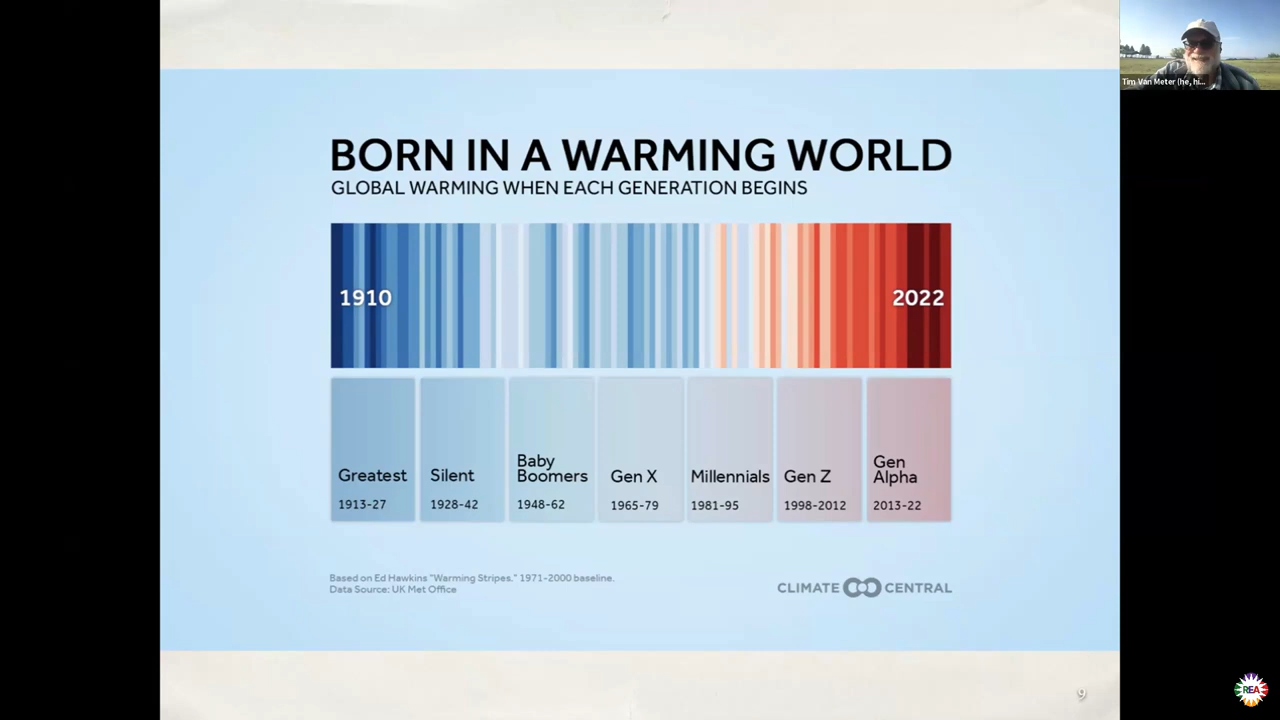 BORN IN A WARMING WORLD
GLOBAL WARMING WHEN EACH GENERATION BEGINS
1910
2022
Greatest
1913-27
Silent
1928-42
Baby
Boomers
1948-62
Gen X
1965-79
Millennials
1981-95
Gen Z
1998-2012
Gen
Alpha
2013-22
Based on Ed Hawkins "Warming Stripes." 1971-2000 baseline.
Data Source: UK Met Office
CLIMATE CENTRAL
9
Tim Van Meter (he, hi...
REA